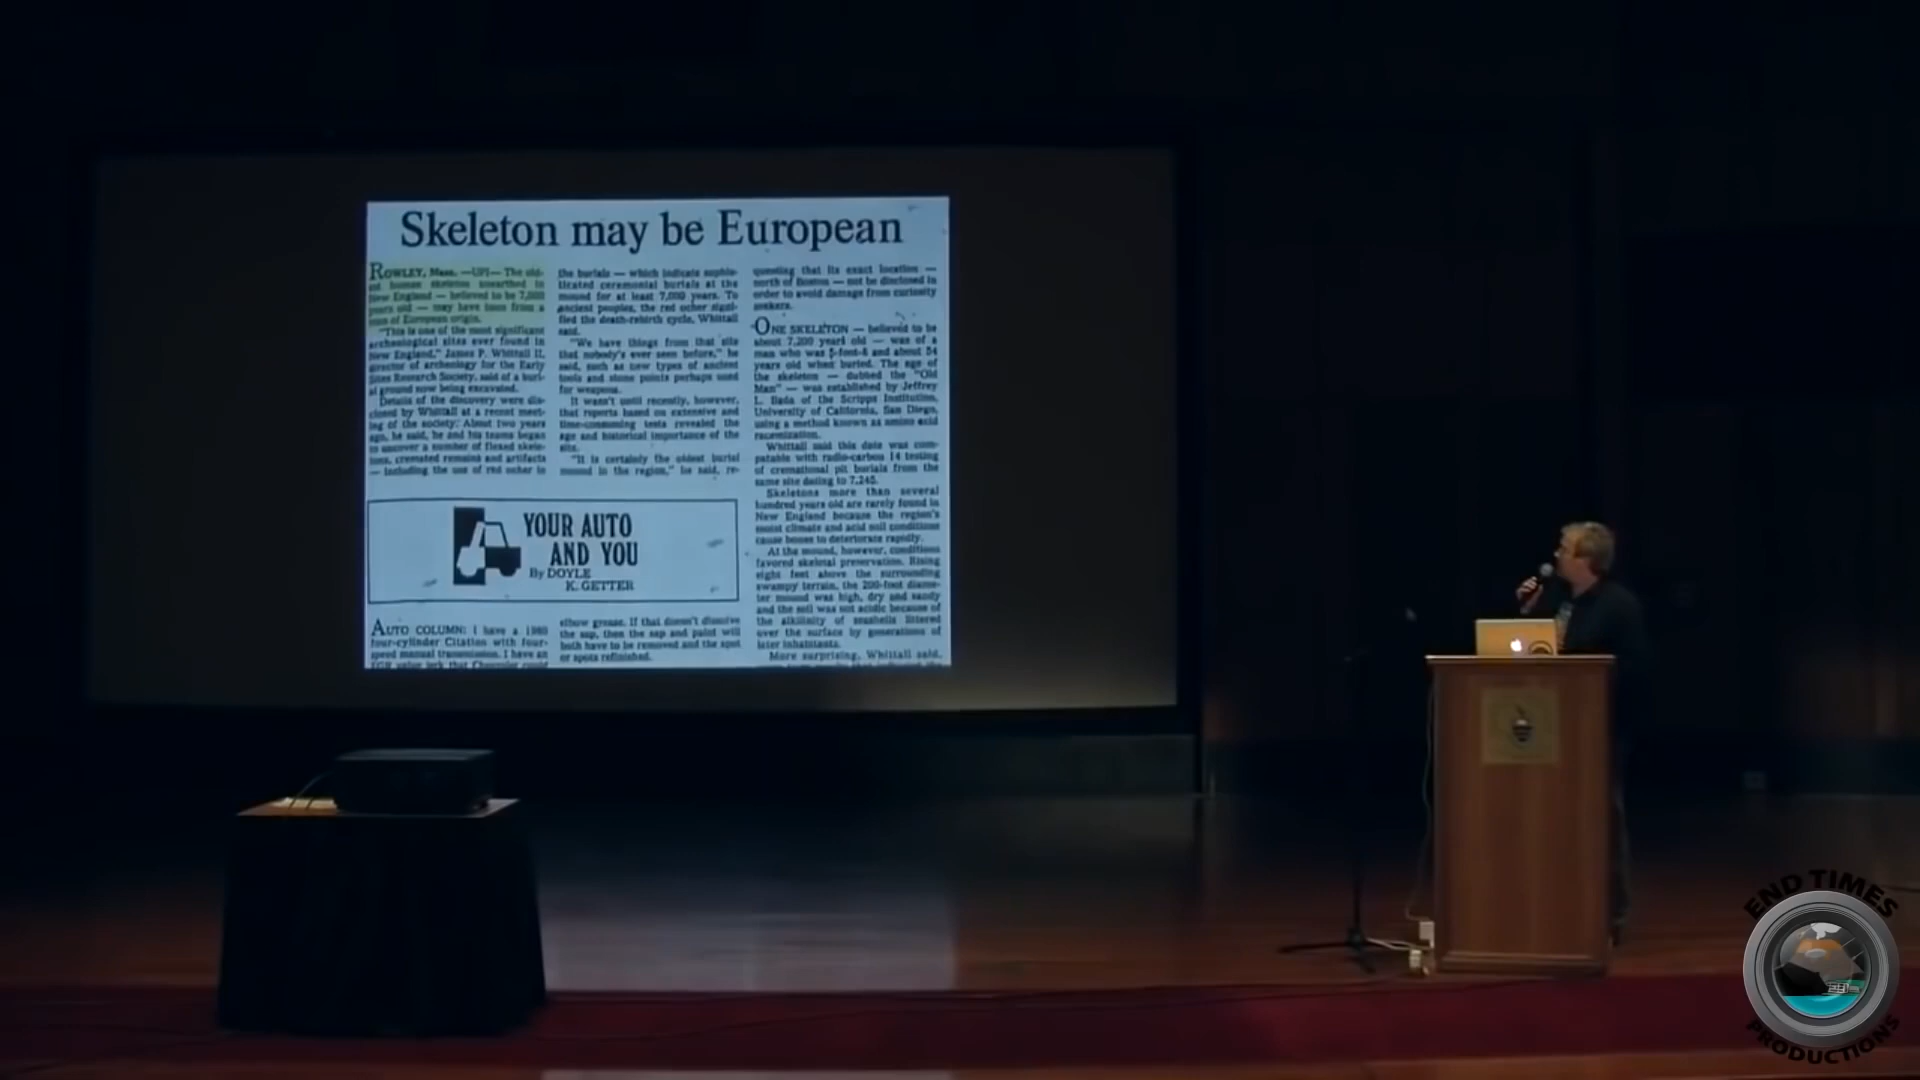 Skeleton may be European
ROWLEY, Mass. —UPI— The old-
est human skeleton unearthed in
New England — believed to be 7,000
years old — may have been from a
man of European origin.
"This is one of the most significant
archeological sites ever found in
New England," James P. Whittall II,
director of archeology for the Early
Sites Research Society, said of a buri-
al ground now being excavated.
Details of the discovery were dis-
closed by Whittall at a recent meet-
ing of the society. About two years
ago, he said, he and his teams began
to uncover a number of flexed skele-
tons, cremated remains and artifacts
— including the use of red ocher in
the burials — which indicate sophis-
ticated ceremonial burials at the
mound for at least 7,000 years. To
ancient peoples, the red ocher signi-
fied the death-rebirth cycle, Whittall
said.
"We have things from that site
that nobody's ever seen before," he
said, such as new types of ancient
tools and stone points perhaps used
for weapons.
It wasn't until recently, however,
that reports based on extensive and
time-consuming tests revealed the
age and historical importance of the
site.
"It is certainly the oldest burial
mound in the region," he said, re-
questing that its exact location —
north of Boston — not be disclosed in
order to avoid damage from curiosity
seekers.
ONE SKELETON — believed to be
about 7,200 years old — was of a
man who was 5-foot-8 and about 54
years old when buried. The age of
the skeleton — dubbed the "Old
Man" — was established by Jeffrey
L. Bada of the Scripps Institution,
University of California, San Diego,
using a method known as amino acid
racemization.
Whittall said this date was com-
patable with radio-carbon 14 testing
of cremational pit burials from the
same site dating to 7,245.
Skeletons more than several
hundred years old are rarely found in
New England because the region's
moist climate and acid soil conditions
cause bones to deteriorate rapidly.
At the mound, however, conditions
favored skeletal preservation. Rising
eight feet above the surrounding
swampy terrain, the 200-foot diame-
ter mound was high, dry and sandy
and the soil was not acidic because of
the alkilinity of seashells littered
over the surface by generations of
later inhabitants.
More surprising, Whittall said,
YOUR AUTO
AND YOU
By DOYLE
K. GETTER
AUTO COLUMN: I have a 1980
four-cylinder Citation with four-
speed manual transmission. I have an
elbow grease. If that doesn't dissolve
the sap, then the sap and paint will
both have to be removed and the spot
or spots refinished.
END TIMES
PRODUCTIONS